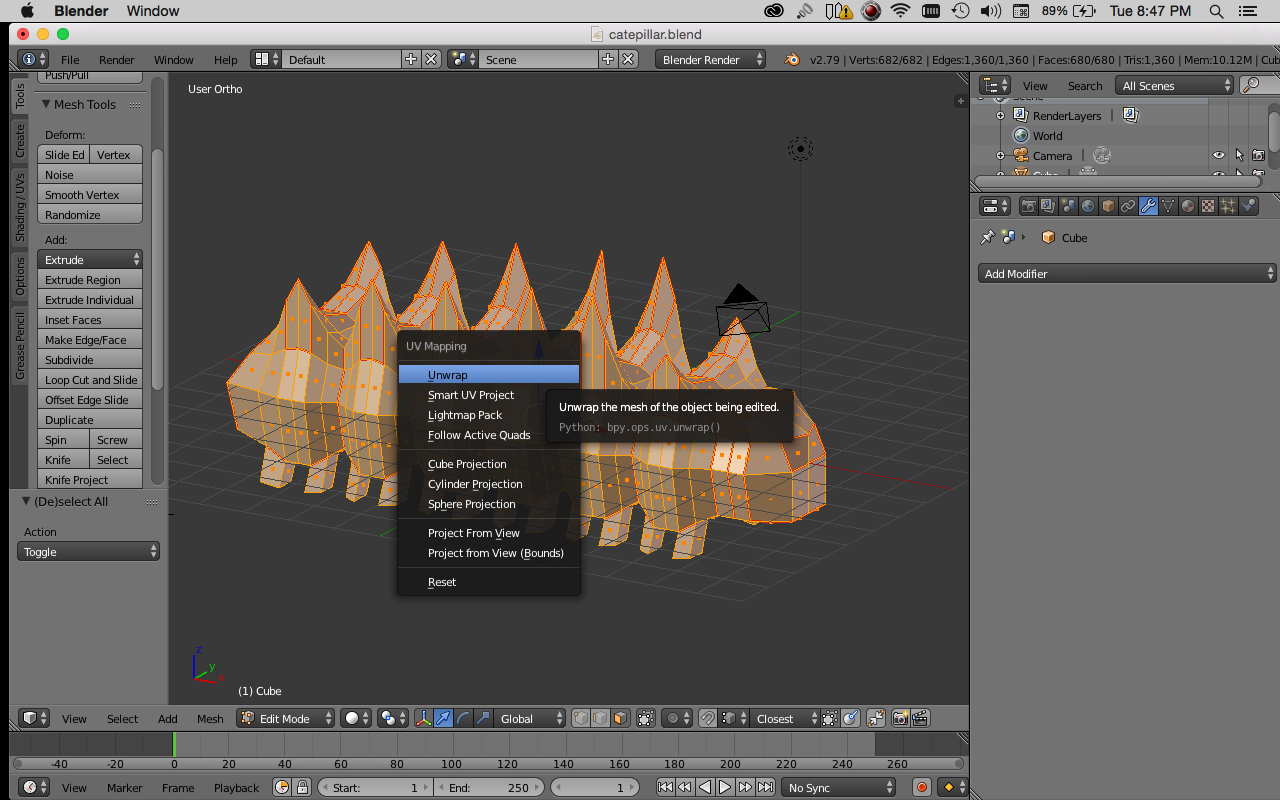 Blender Window 89% Tue 8:47 PM
catepillar.blend
File Render Window Help Default Scene Blender Render v2.79 | Verts:682/682 | Edges:1,360/1,360 | Faces:680/680 | Tris:1,360 | Mem:10.12M | Cub
Push/Pull
Mesh Tools
Deform:
Slide Ed Vertex
Noise
Smooth Vertex
Randomize
Add:
Extrude
Extrude Region
Extrude Individual
Inset Faces
Make Edge/Face
Subdivide
Loop Cut and Slide
Offset Edge Slide
Duplicate
Spin Screw
Knife Select
Knife Project
Tools
Create
Shading / UVs
Options
Grease Pencil
(De)select All
Action
Toggle
User Ortho
UV Mapping
Unwrap
Smart UV Project
Lightmap Pack
Follow Active Quads
Cube Projection
Cylinder Projection
Sphere Projection
Project From View
Project from View (Bounds)
Reset
Unwrap the mesh of the object being edited.
Python: bpy.ops.uv.unwrap()
z
y
x
(1) Cube
View Search All Scenes
Scene
RenderLayers
World
Camera
Cube
Cube
Add Modifier
View Select Add Mesh Edit Mode Global Closest
-40 -20 0 20 40 60 80 100 120 140 160 180 200 220 240 260
View Marker Frame Playback Start: 1 End: 250 1 No Sync